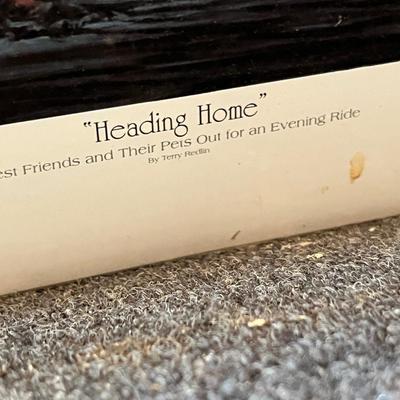 "Heading Home"
est Friends and Their Pets Out for an Evening Ride
By Terry Redlin